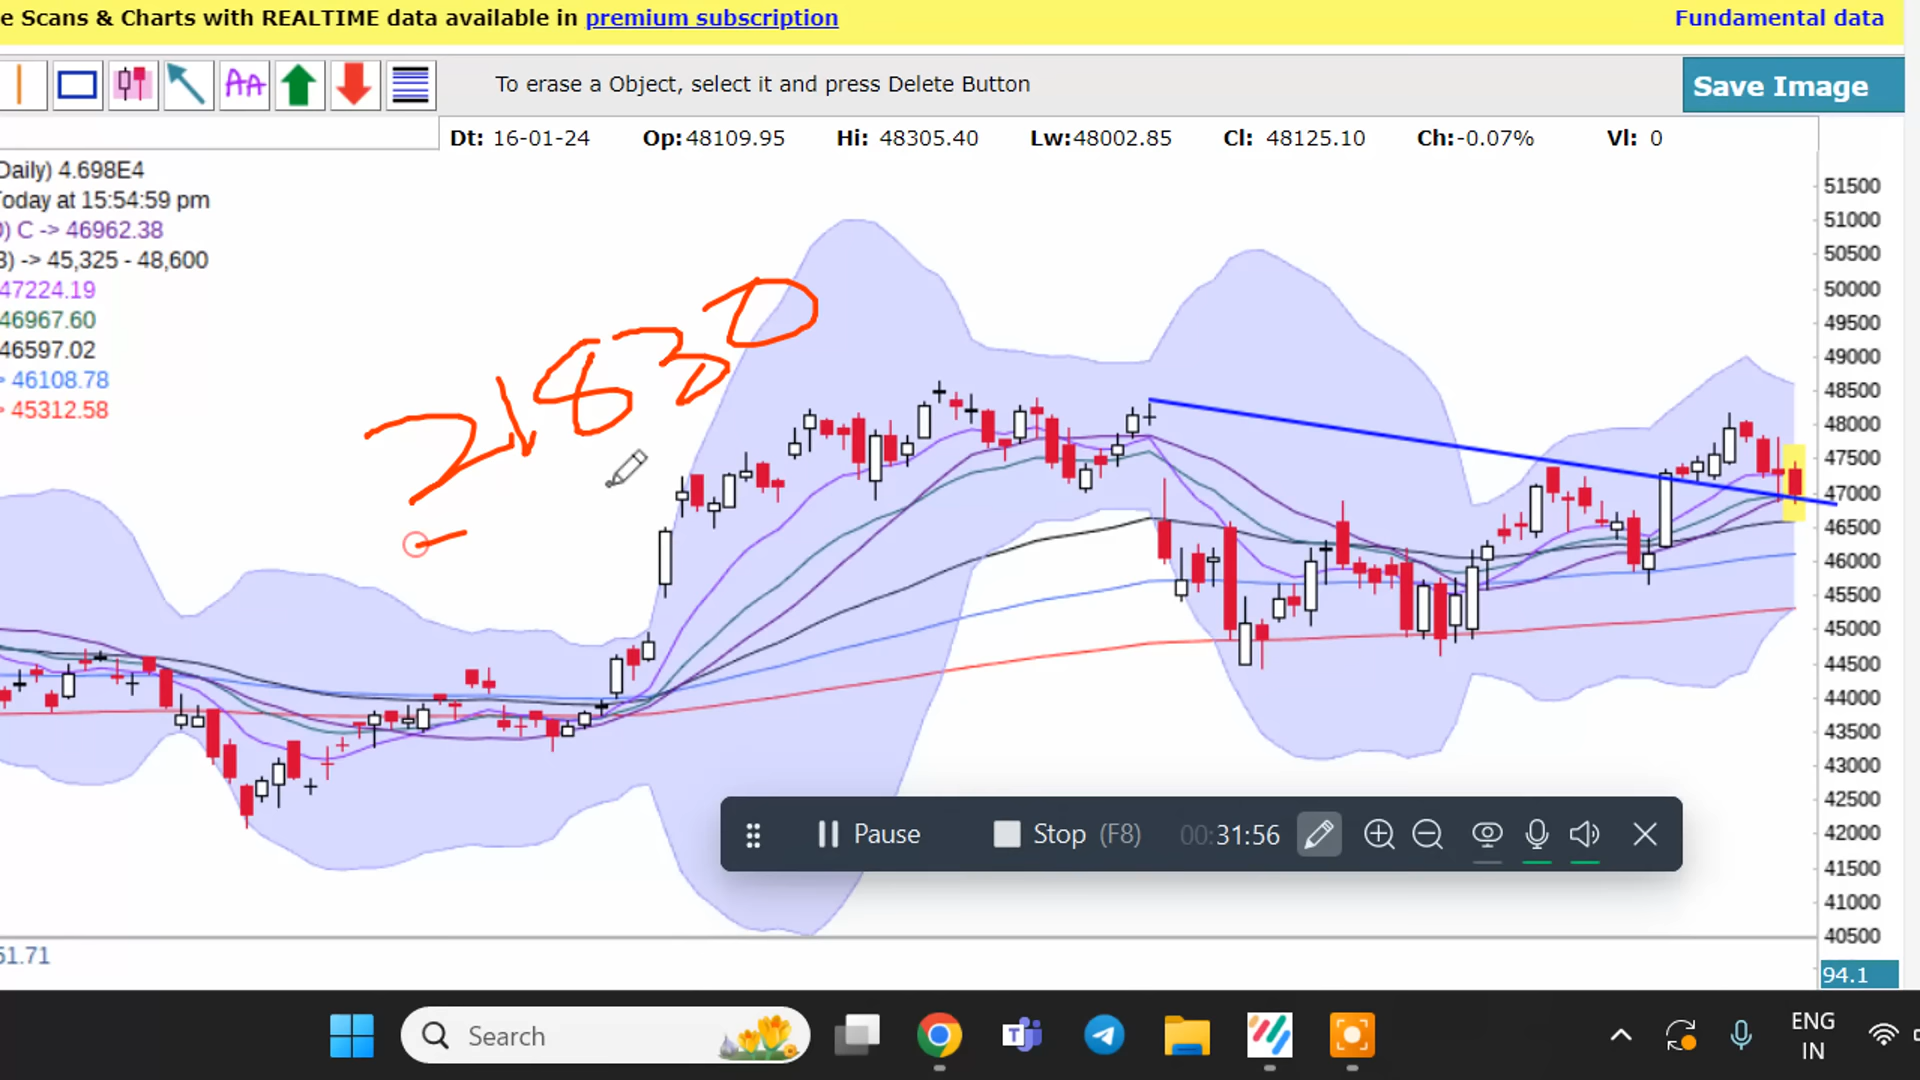 e Scans & Charts with REALTIME data available in premium subscription
Fundamental data
AA
To erase a Object, select it and press Delete Button
Save Image
Dt: 16-01-24 Op:48109.95 Hi: 48305.40 Lw:48002.85 Cl: 48125.10 Ch:-0.07% Vl: 0
Daily) 4.698E4
oday at 15:54:59 pm
) C -> 46962.38
3) -> 45,325 - 48,600
47224.19
46967.60
46597.02
> 46108.78
> 45312.58
21830
51500
51000
50500
50000
49500
49000
48500
48000
47500
47000
46500
46000
45500
45000
44500
44000
43500
43000
42500
42000
41500
41000
40500
94.1
51.71
Pause
Stop (F8)
00:31:56
Search
ENG
IN